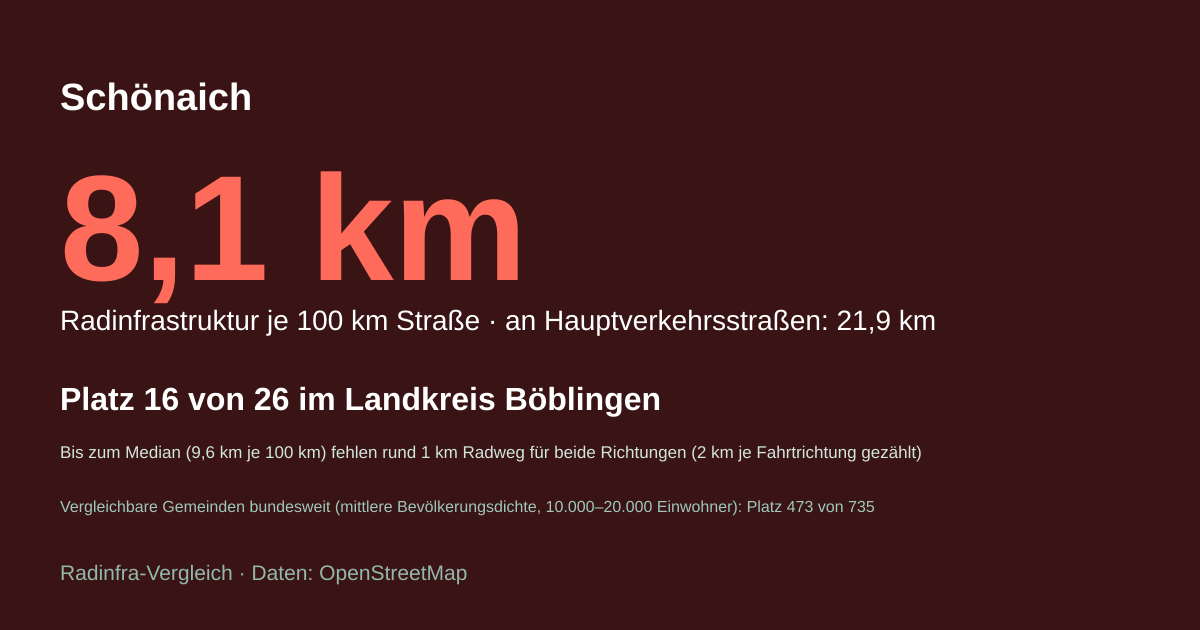 Schönaich
8,1 km
Radinfrastruktur je 100 km Straße · an Hauptverkehrsstraßen: 21,9 km
Platz 16 von 26 im Landkreis Böblingen
Bis zum Median (9,6 km je 100 km) fehlen rund 1 km Radweg für beide Richtungen (2 km je Fahrtrichtung gezählt)
Vergleichbare Gemeinden bundesweit (mittlere Bevölkerungsdichte, 10.000–20.000 Einwohner): Platz 473 von 735
Radinfra-Vergleich · Daten: OpenStreetMap